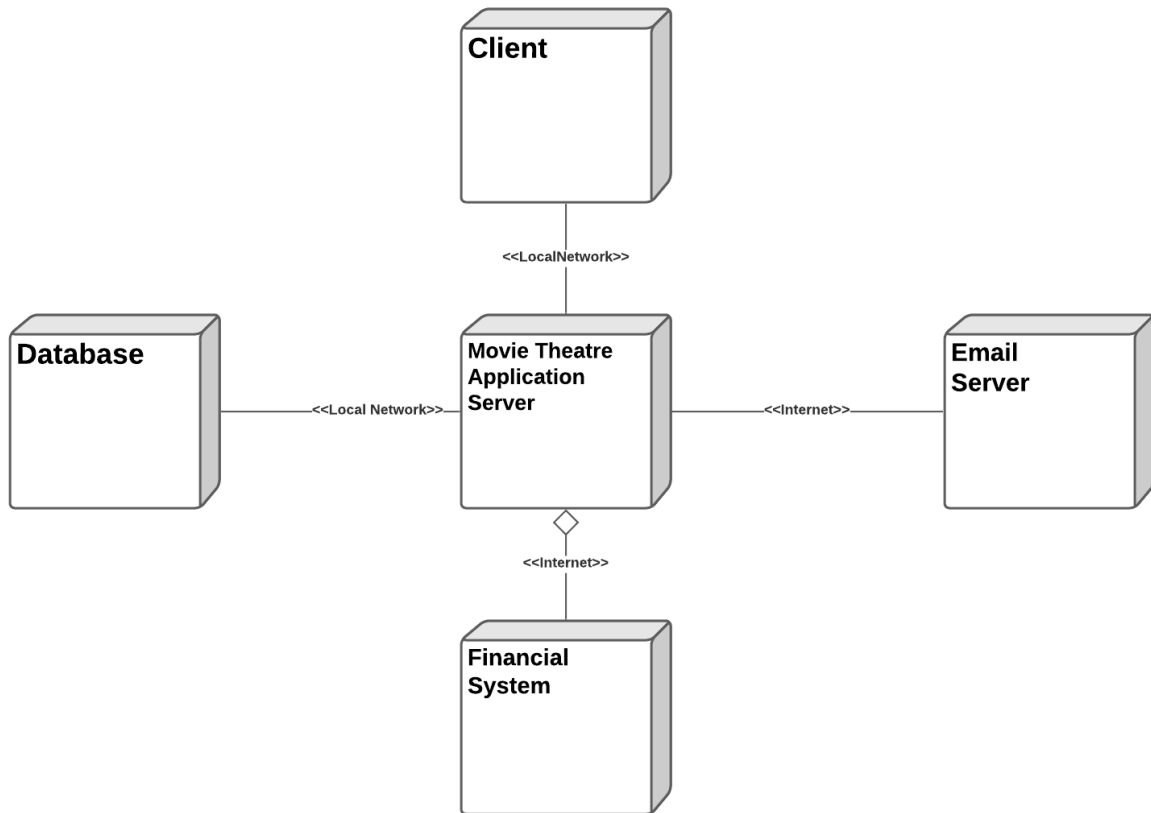 Client
<<LocalNetwork>>
Database
<<Local Network>>
Movie Theatre
Application
Server
<<Internet>>
Email
Server
<<Internet>>
Financial
System